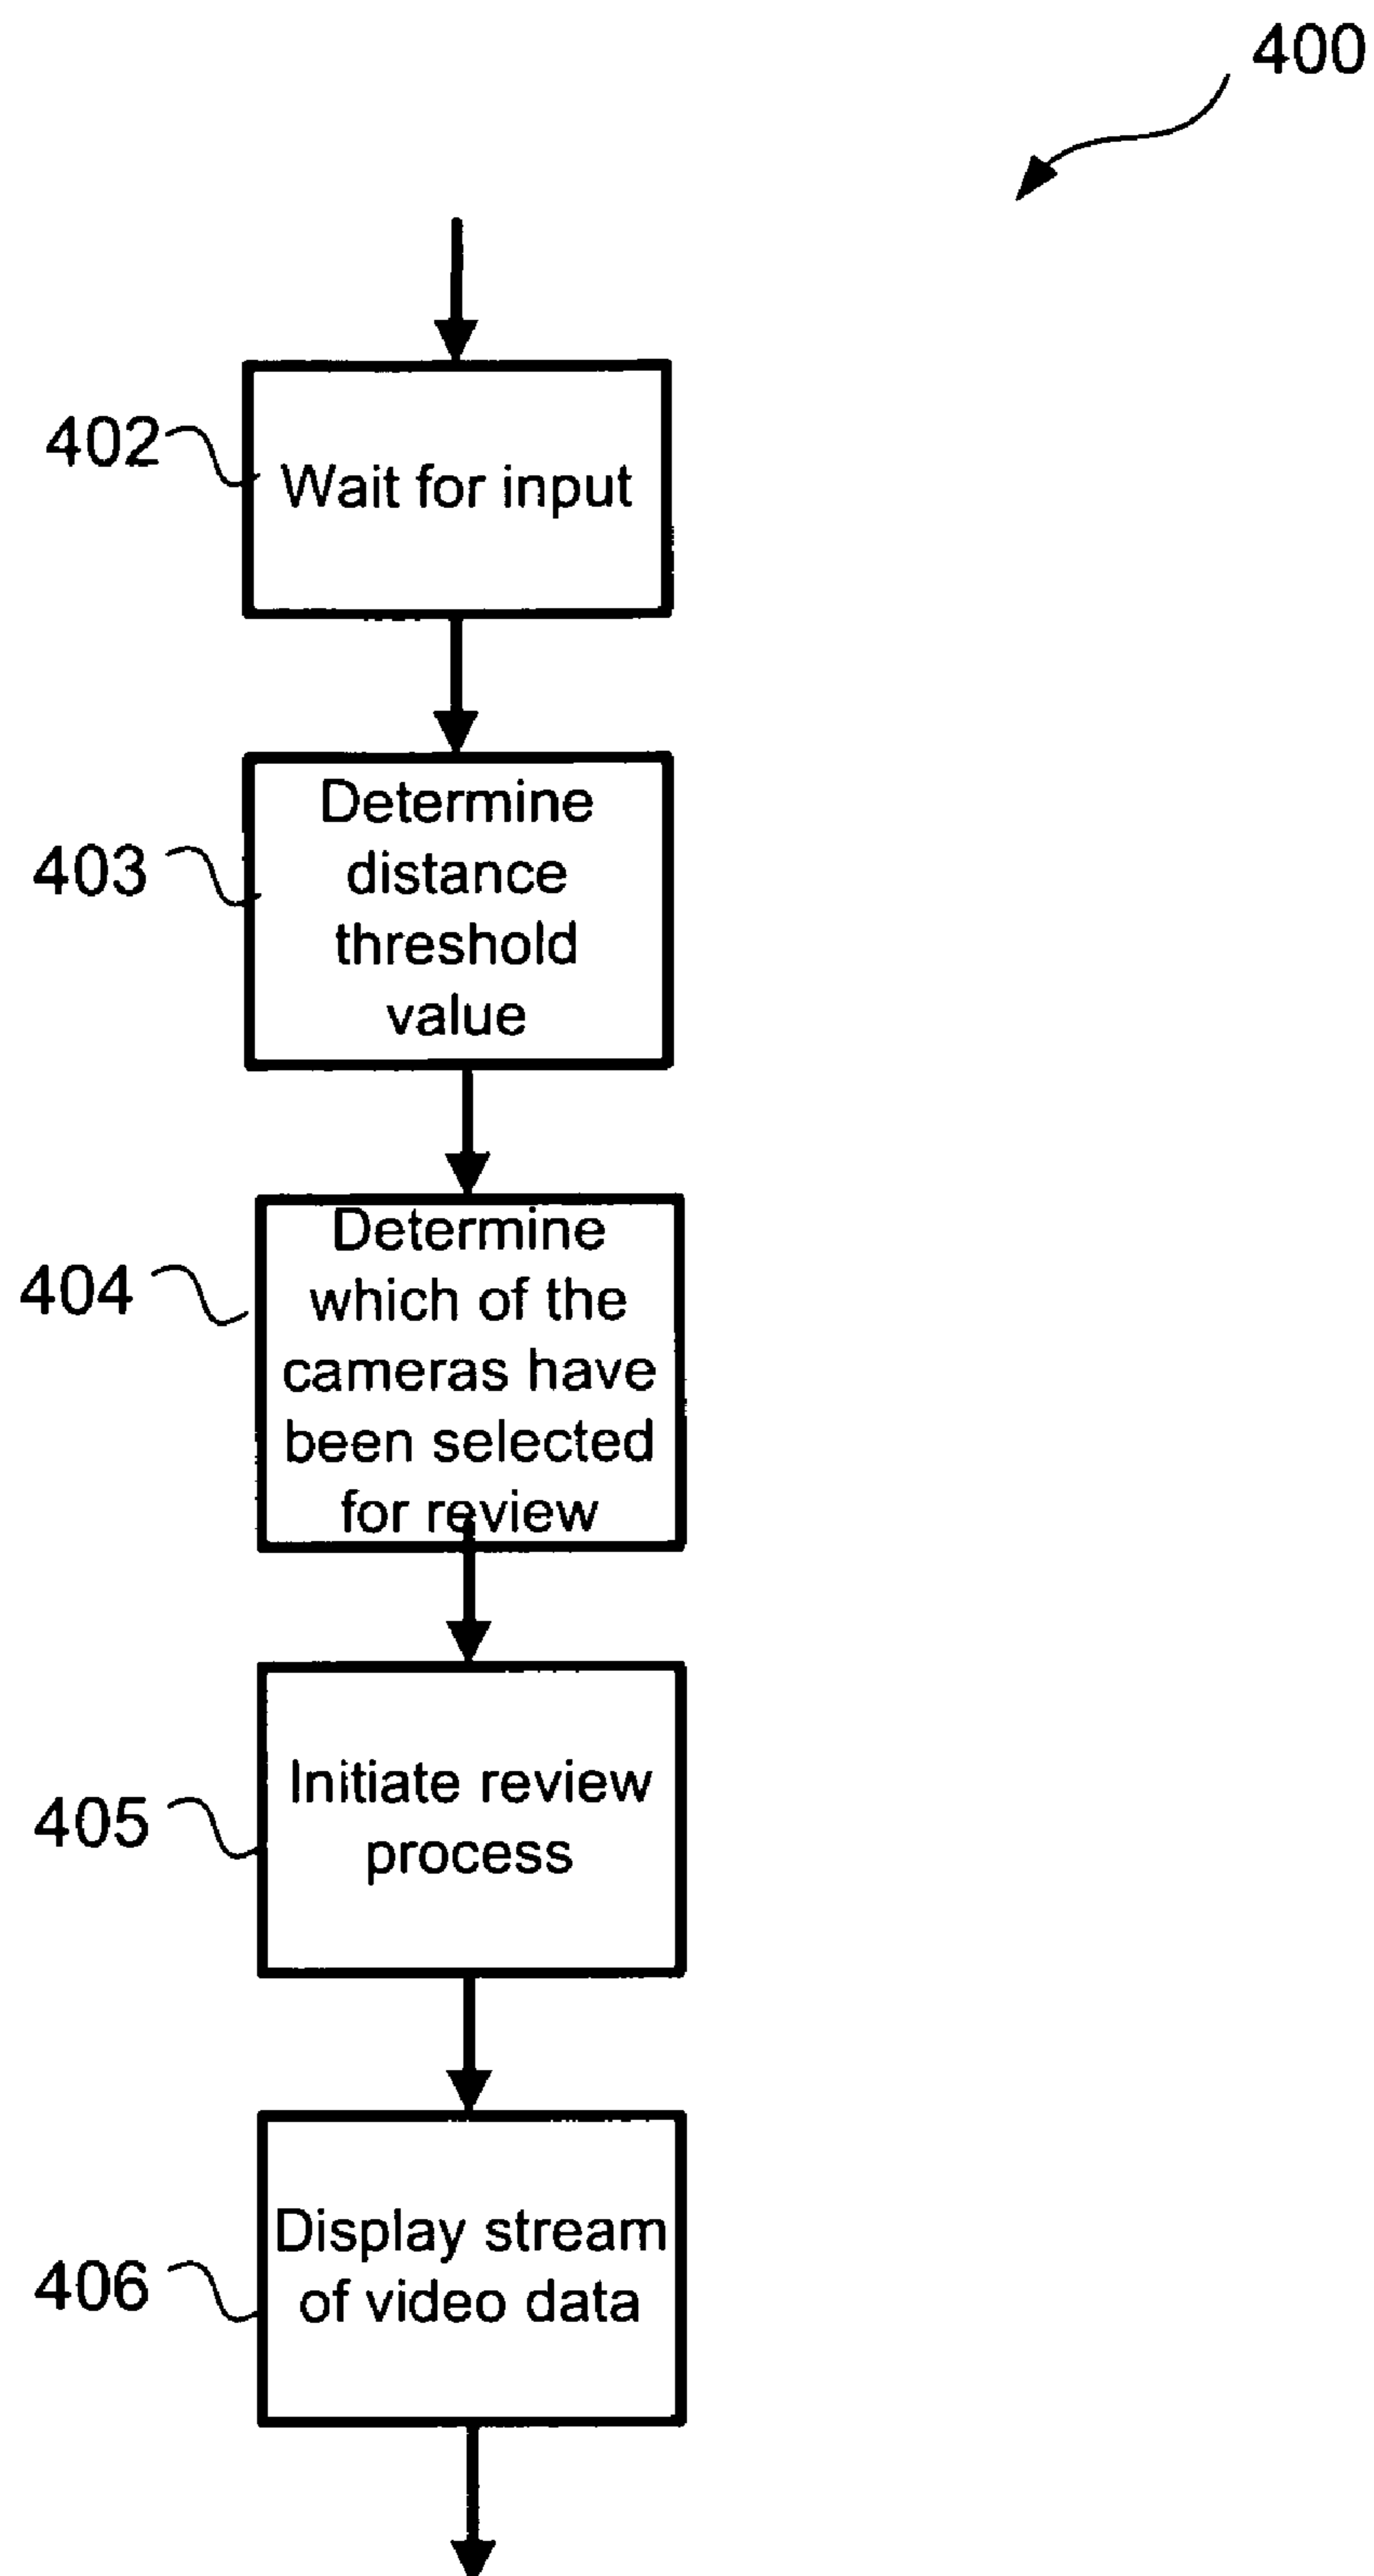 400
402
Wait for input
403
Determine
distance
threshold
value
404
Determine
which of the
cameras have
been selected
for review
405
Initiate review
process
406
Display stream
of video data